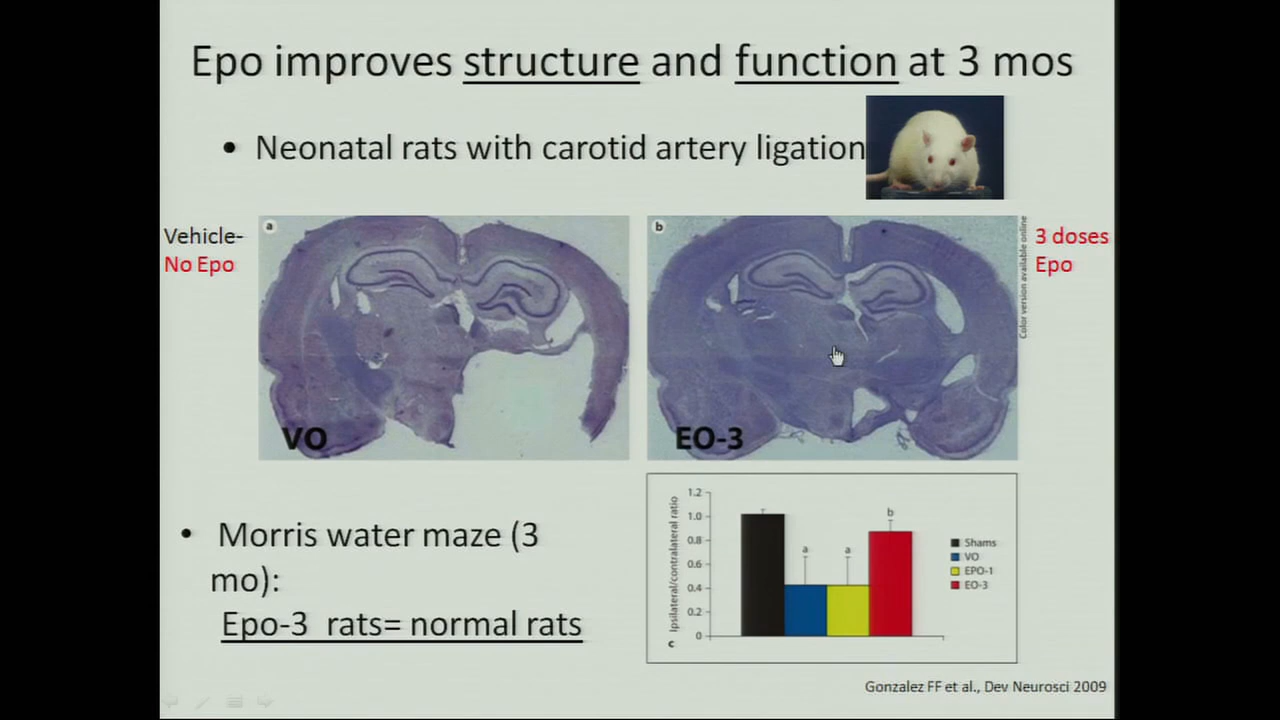 Epo improves structure and function at 3 mos
• Neonatal rats with carotid artery ligation
Vehicle-
No Epo
a
VO
b
EO-3
Color version available online
3 doses
Epo
• Morris water maze (3
mo):
Epo-3 rats= normal rats
Ipsilateral/contralateral ratio
1.2
1.0
0.8
0.6
0.4
0.2
0
a
a
b
Shams
VO
EPO-1
EO-3
c
Gonzalez FF et al., Dev Neurosci 2009